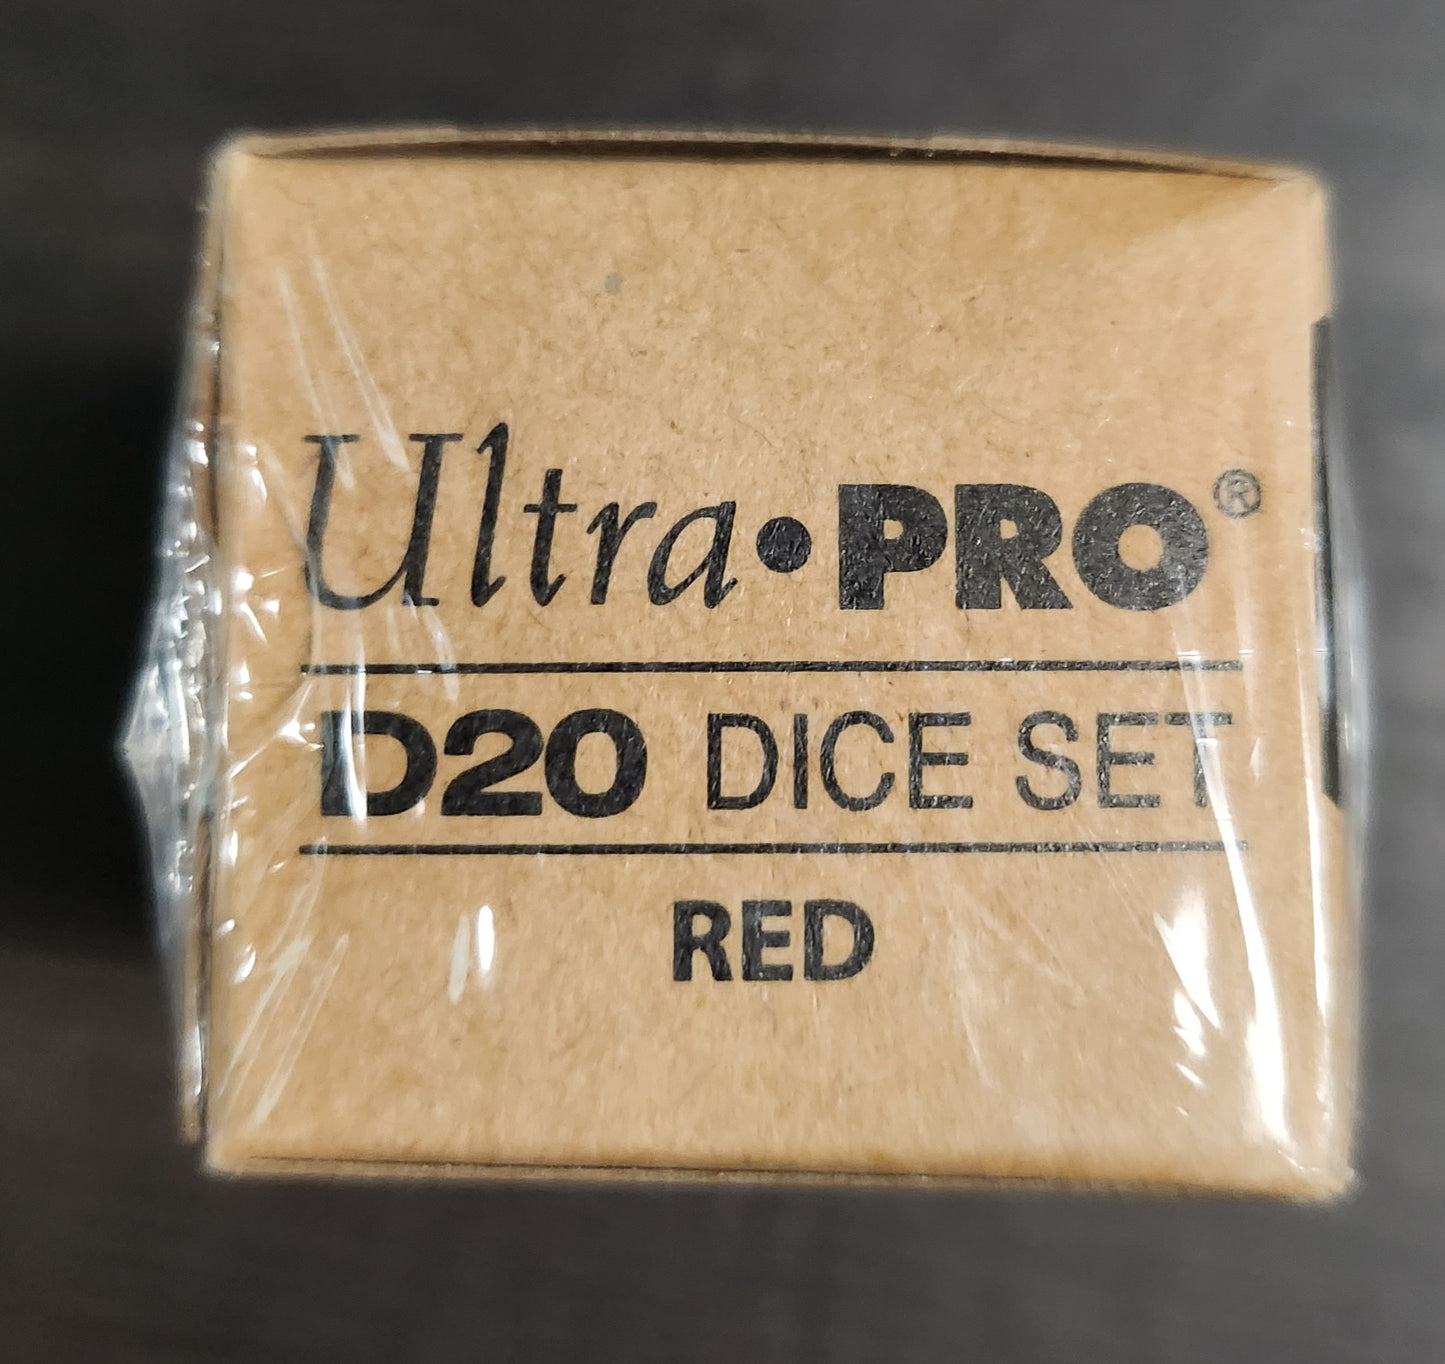 Ultra•PRO®
D20 DICE SET
RED